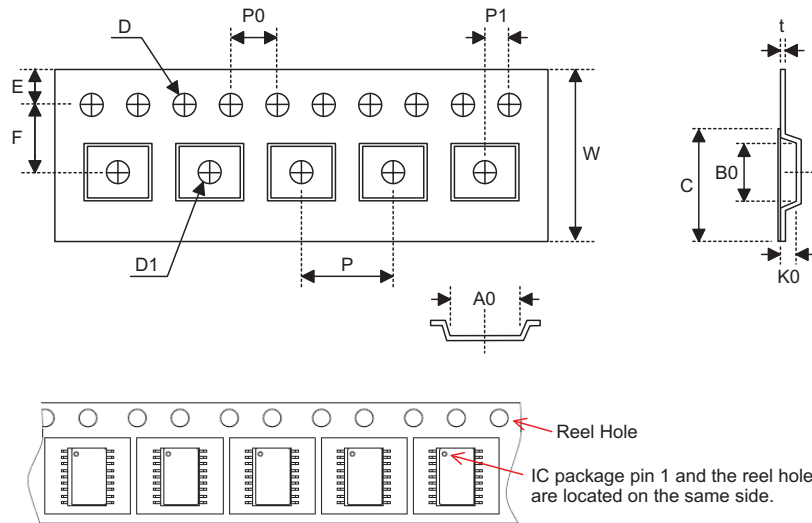 P0
P1
t
D
E
F
W
C
B0
D1
P
K0
A0
Reel Hole
IC package pin 1 and the reel holes
are located on the same side.